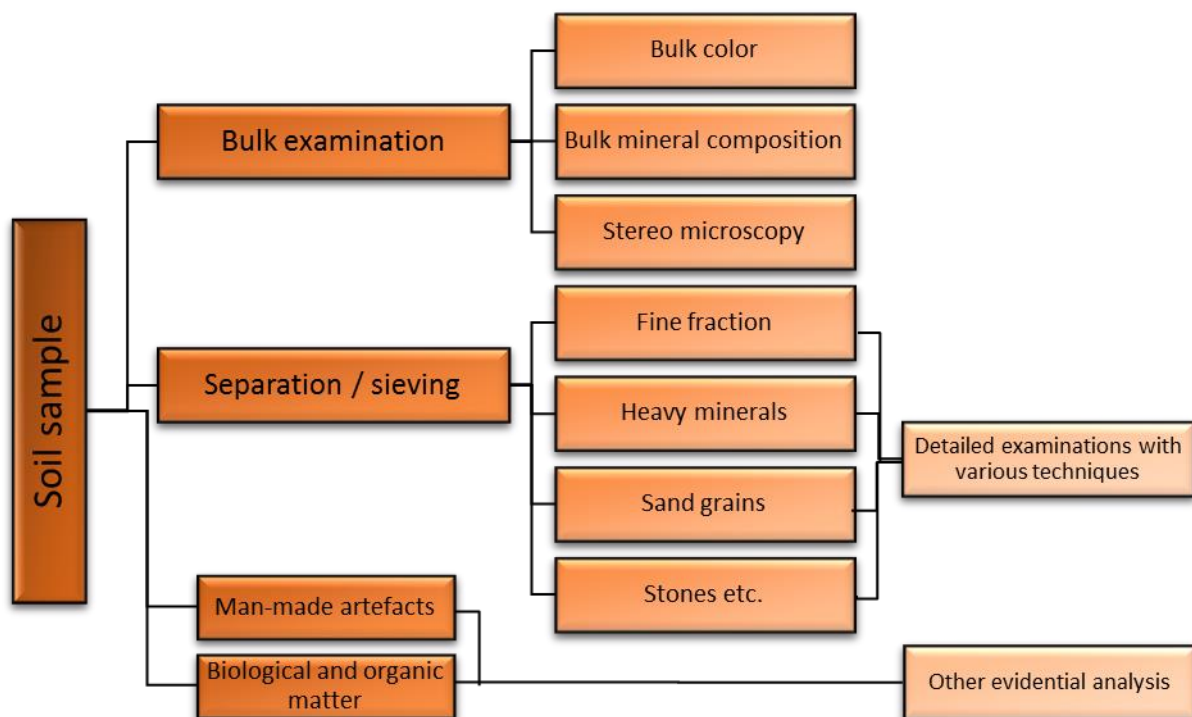 Soil sample
Bulk examination
Bulk color
Bulk mineral composition
Stereo microscopy
Separation / sieving
Fine fraction
Heavy minerals
Sand grains
Stones etc.
Detailed examinations with
various techniques
Man-made artefacts
Biological and organic
matter
Other evidential analysis